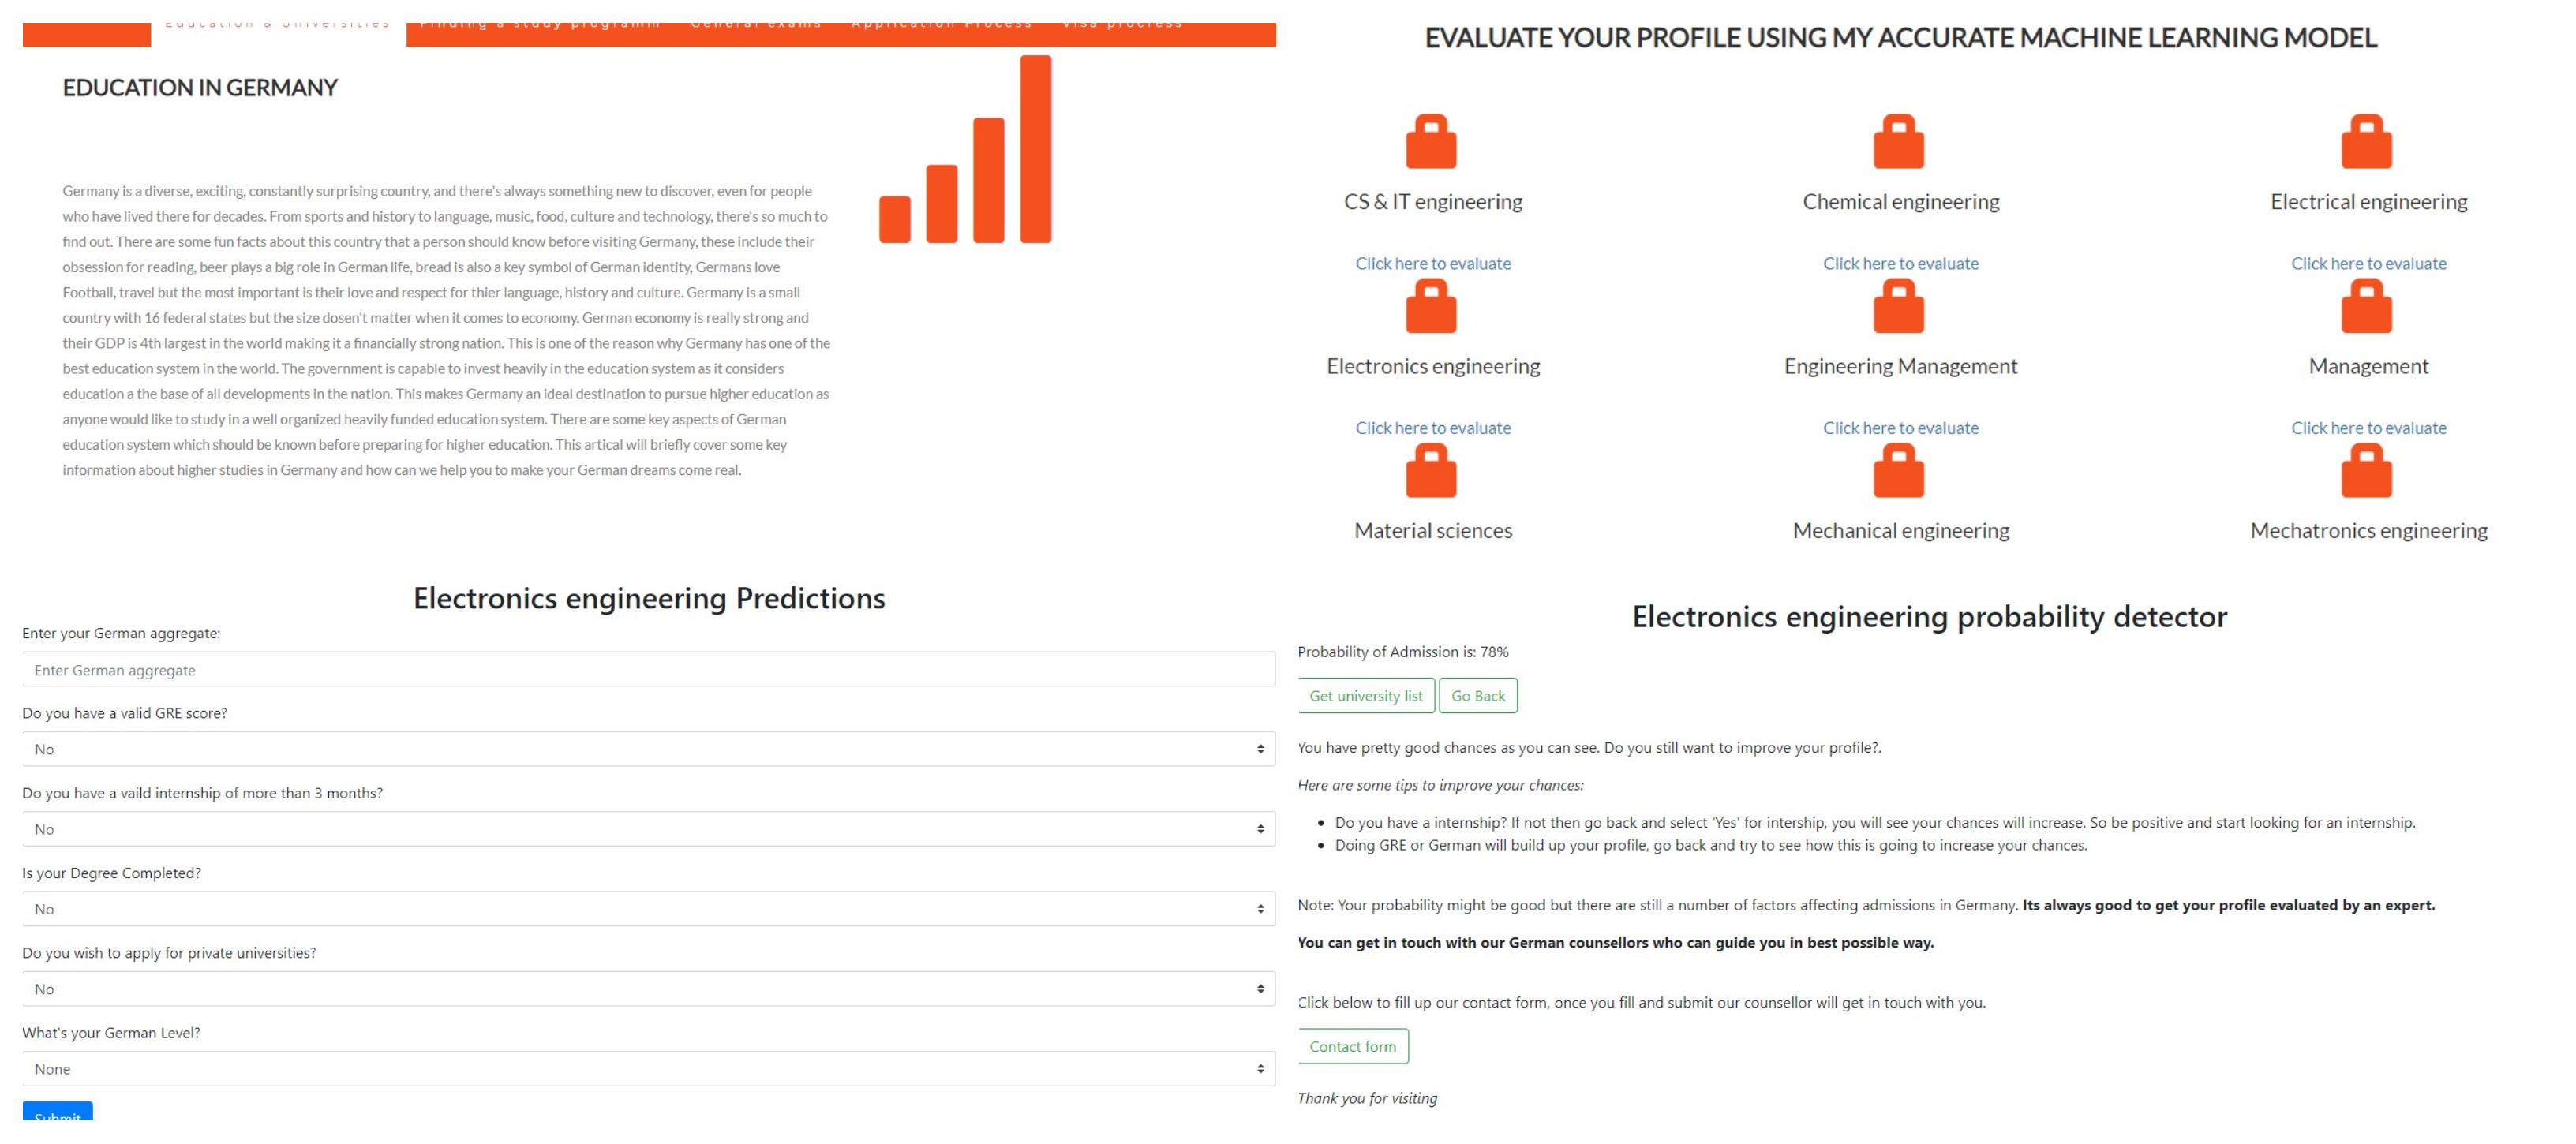 Education & Universities Finding a study programm General exams Application Process Visa process
EDUCATION IN GERMANY
Germany is a diverse, exciting, constantly surprising country, and there's always something new to discover, even for people
who have lived there for decades. From sports and history to language, music, food, culture and technology, there's so much to
find out. There are some fun facts about this country that a person should know before visiting Germany, these include their
obsession for reading, beer plays a big role in German life, bread is also a key symbol of German identity, Germans love
Football, travel but the most important is their love and respect for thier language, history and culture. Germany is a small
country with 16 federal states but the size dosen't matter when it comes to economy. German economy is really strong and
their GDP is 4th largest in the world making it a financially strong nation. This is one of the reason why Germany has one of the
best education system in the world. The government is capable to invest heavily in the education system as it considers
education a the base of all developments in the nation. This makes Germany an ideal destination to pursue higher education as
anyone would like to study in a well organized heavily funded education system. There are some key aspects of German
education system which should be known before preparing for higher education. This artical will briefly cover some key
information about higher studies in Germany and how can we help you to make your German dreams come real.
EVALUATE YOUR PROFILE USING MY ACCURATE MACHINE LEARNING MODEL
CS & IT engineering
Chemical engineering
Electrical engineering
Click here to evaluate
Click here to evaluate
Click here to evaluate
Electronics engineering
Engineering Management
Management
Click here to evaluate
Click here to evaluate
Click here to evaluate
Material sciences
Mechanical engineering
Mechatronics engineering
Electronics engineering Predictions
Enter your German aggregate:
Enter German aggregate
Do you have a valid GRE score?
No
Do you have a vaild internship of more than 3 months?
No
Is your Degree Completed?
No
Do you wish to apply for private universities?
No
What's your German Level?
None
Submit
Electronics engineering probability detector
Probability of Admission is: 78%
Get university list
Go Back
You have pretty good chances as you can see. Do you still want to improve your profile?.
Here are some tips to improve your chances:
• Do you have a internship? If not then go back and select 'Yes' for intership, you will see your chances will increase. So be positive and start looking for an internship.
• Doing GRE or German will build up your profile, go back and try to see how this is going to increase your chances.
Note: Your probability might be good but there are still a number of factors affecting admissions in Germany. Its always good to get your profile evaluated by an expert.
You can get in touch with our German counsellors who can guide you in best possible way.
Click below to fill up our contact form, once you fill and submit our counsellor will get in touch with you.
Contact form
Thank you for visiting